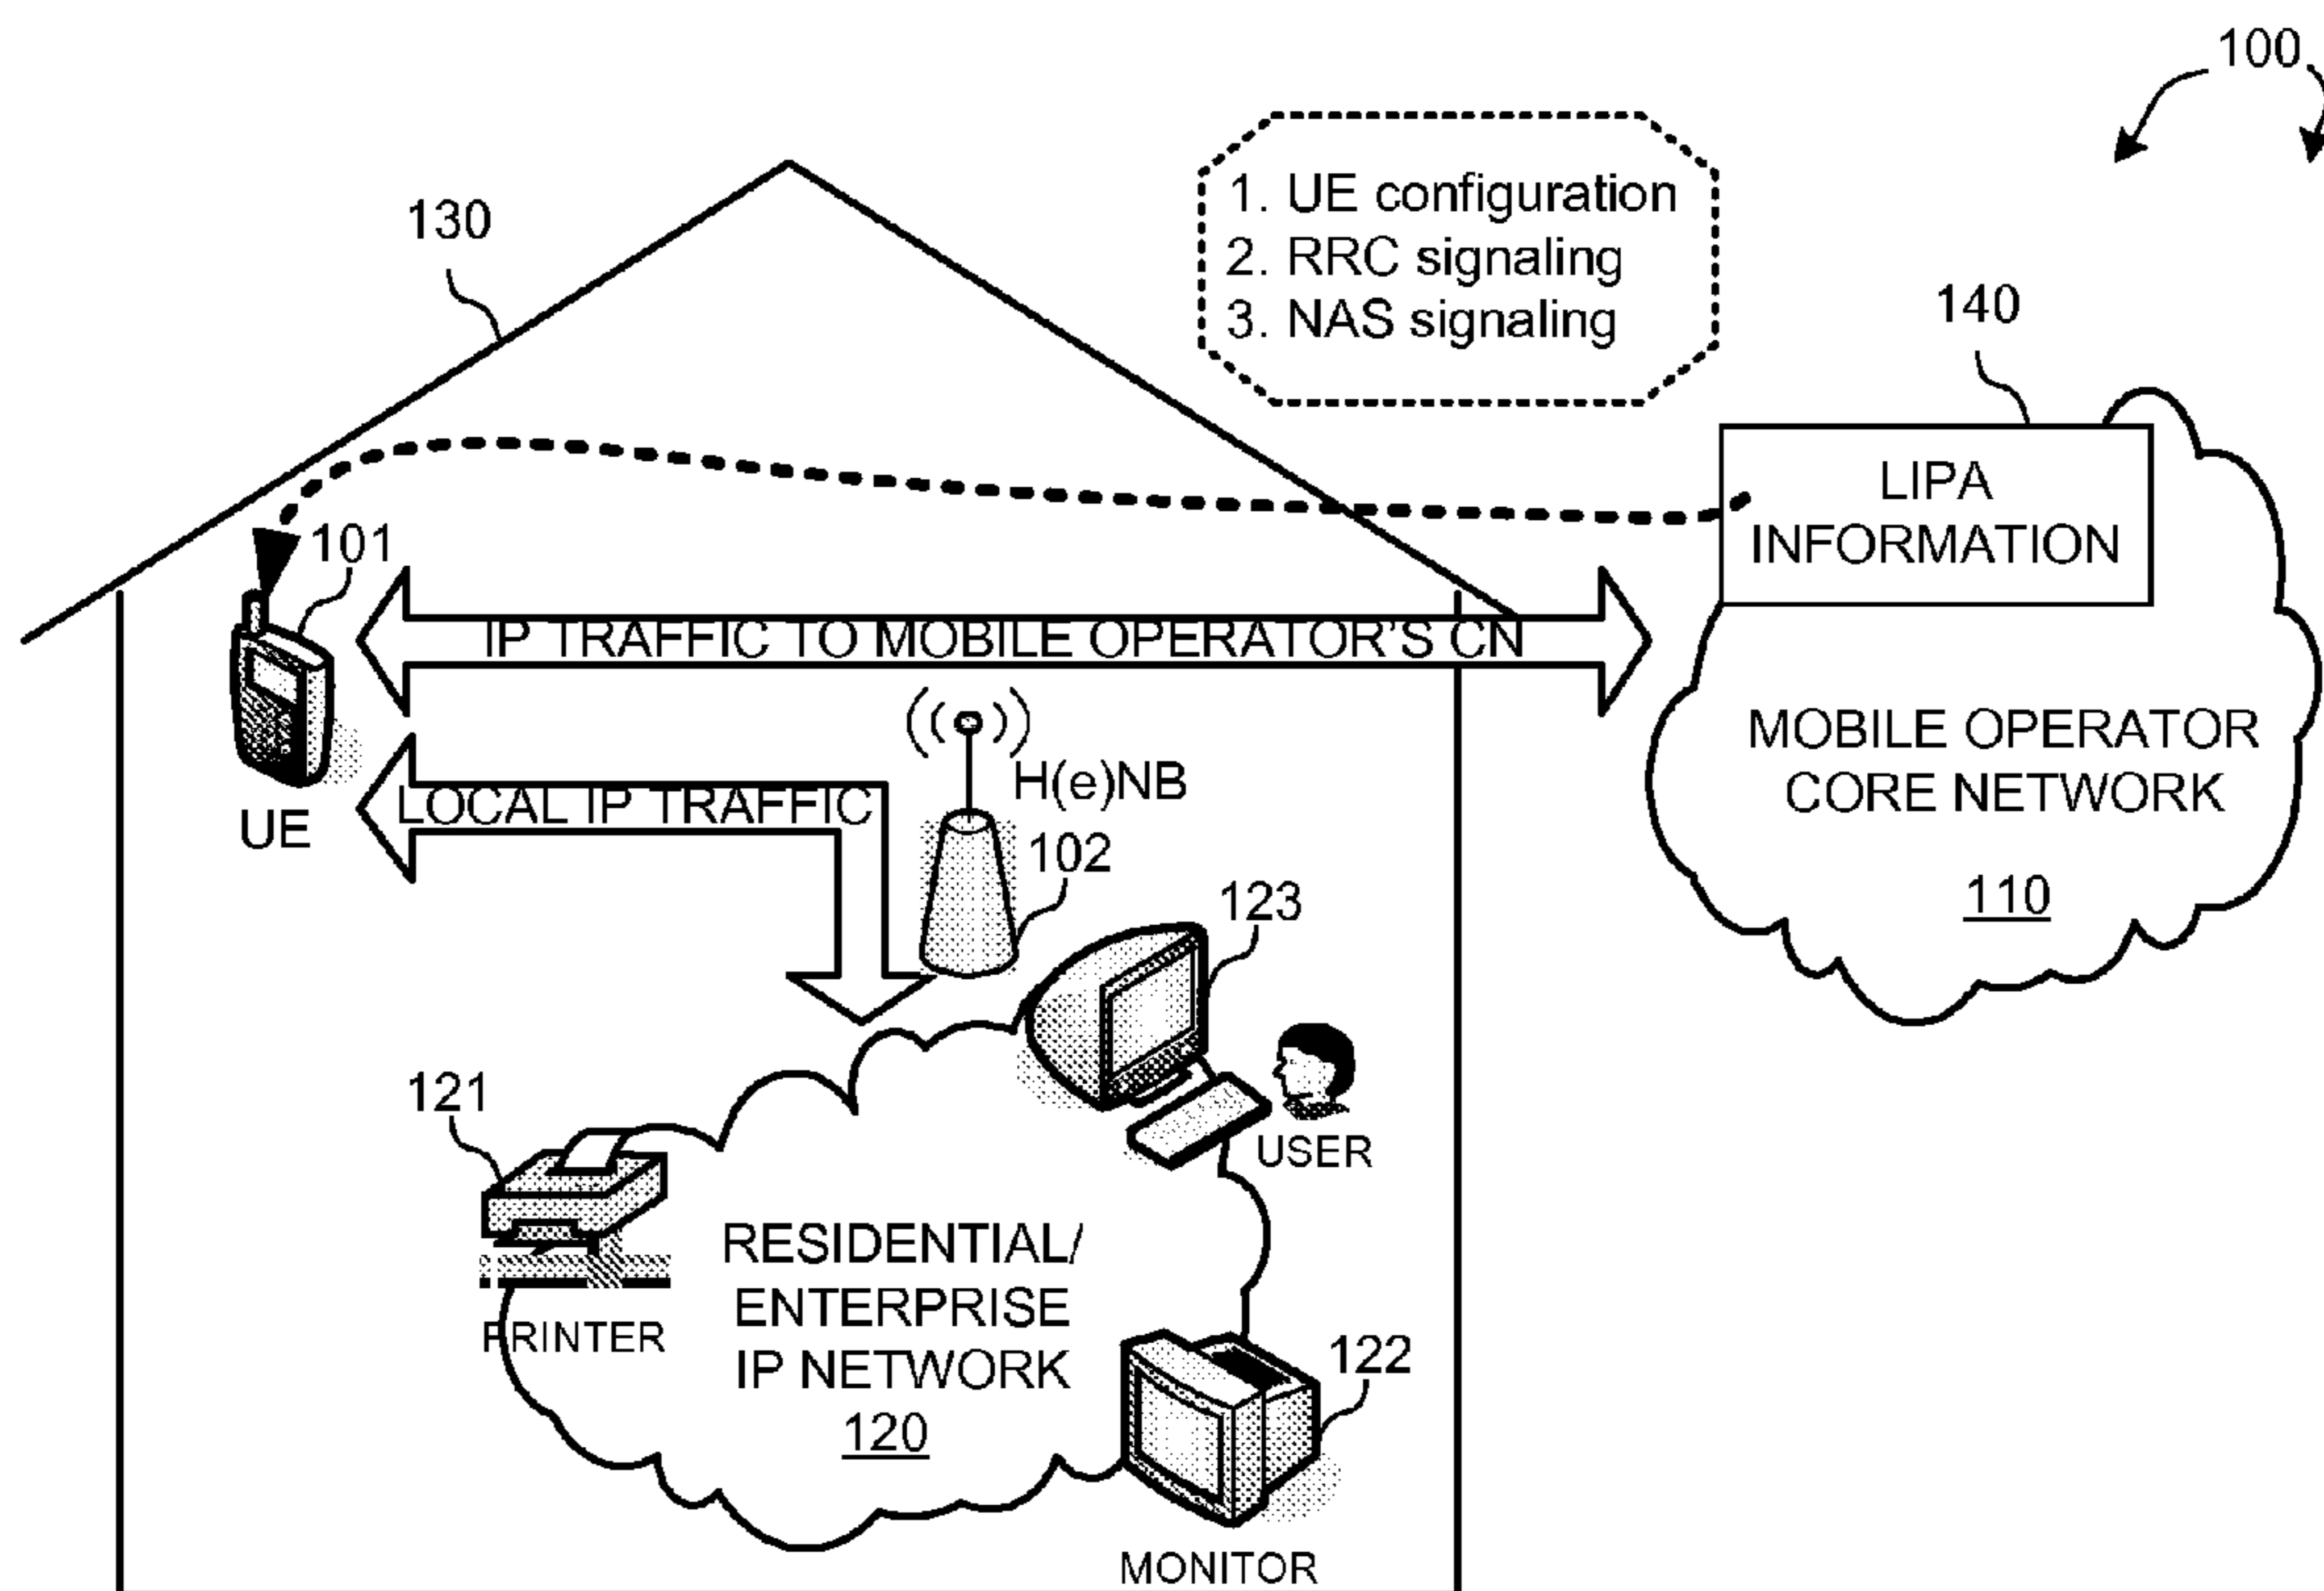 100
130
1. UE configuration
2. RRC signaling
3. NAS signaling
140
LIPA
INFORMATION
101
IP TRAFFIC TO MOBILE OPERATOR'S CN
MOBILE OPERATOR
CORE NETWORK
110
UE
LOCAL IP TRAFFIC
H(e)NB
102
123
USER
121
PRINTER
RESIDENTIAL/
ENTERPRISE
IP NETWORK
120
122
MONITOR